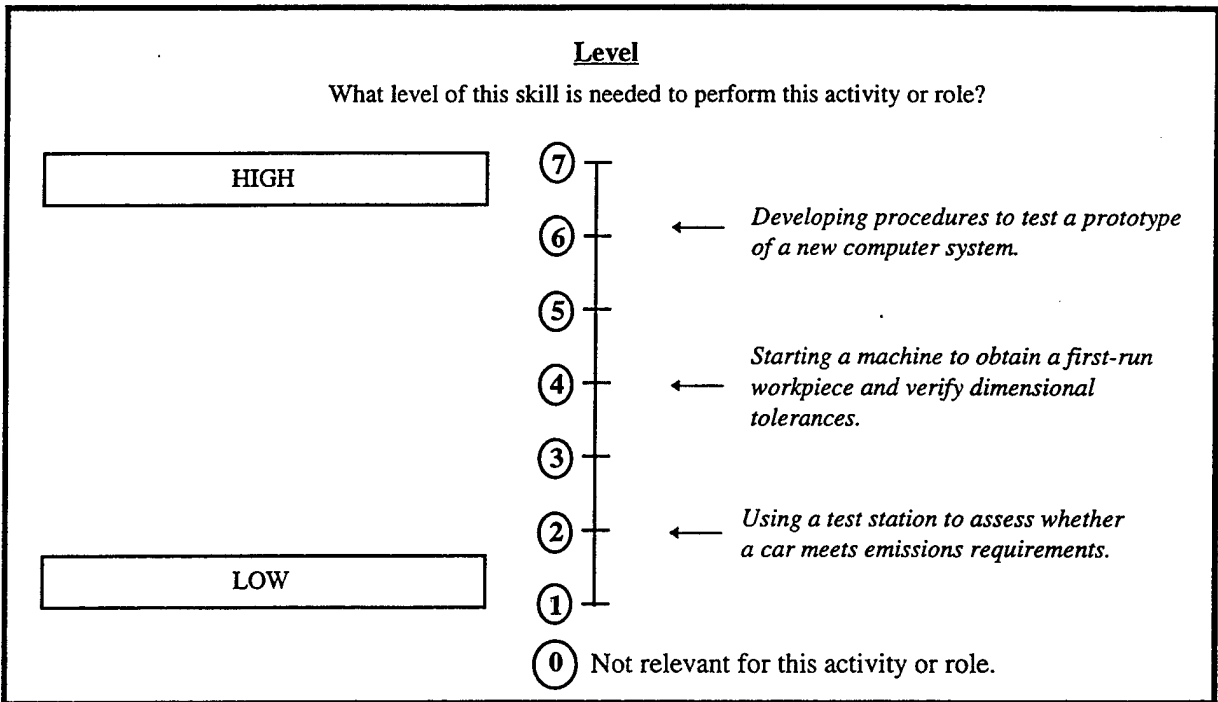 Level
What level of this skill is needed to perform this activity or role?
HIGH
7
6
Developing procedures to test a prototype
of a new computer system.
5
4
Starting a machine to obtain a first-run
workpiece and verify dimensional
tolerances.
3
2
Using a test station to assess whether
a car meets emissions requirements.
LOW
1
0 Not relevant for this activity or role.